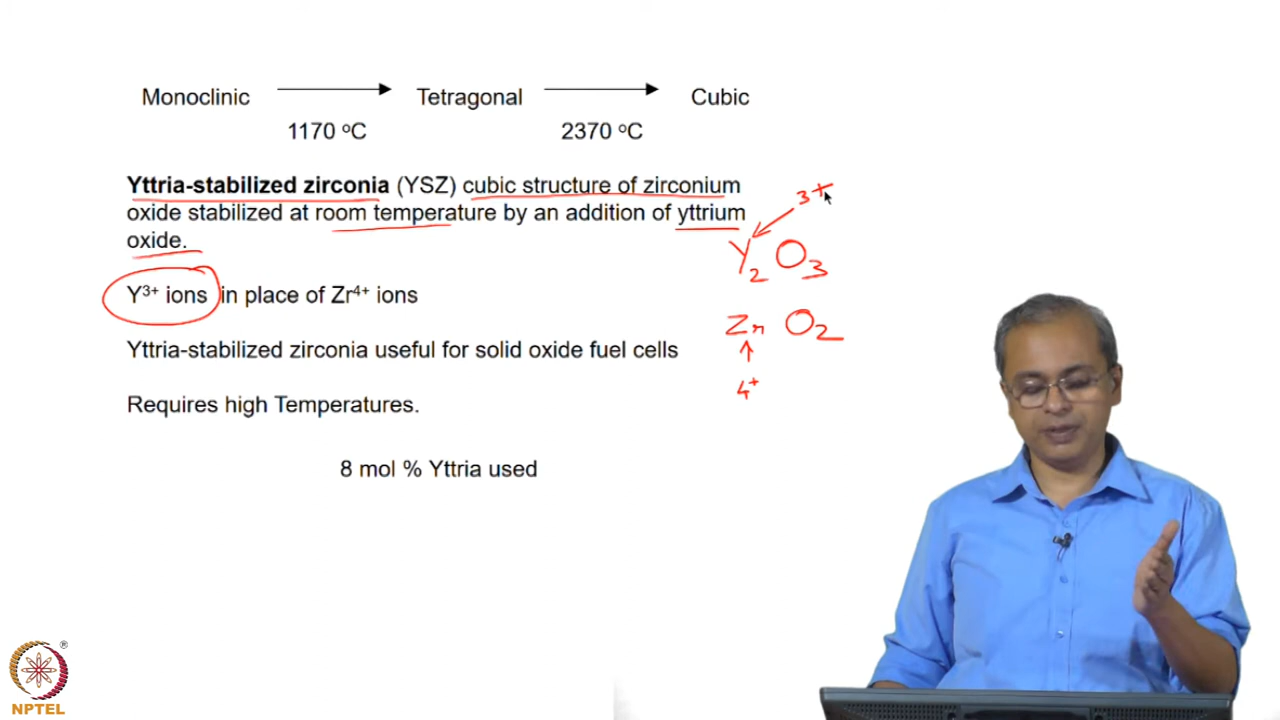 Monoclinic Tetragonal Cubic
1170 °C 2370 °C
Yttria-stabilized zirconia (YSZ) cubic structure of zirconium
oxide stabilized at room temperature by an addition of yttrium
oxide.
3+
Y2O3
Y³⁺ ions in place of Zr⁴⁺ ions
ZrO2
Yttria-stabilized zirconia useful for solid oxide fuel cells
4+
Requires high Temperatures.
8 mol % Yttria used
®
NPTEL